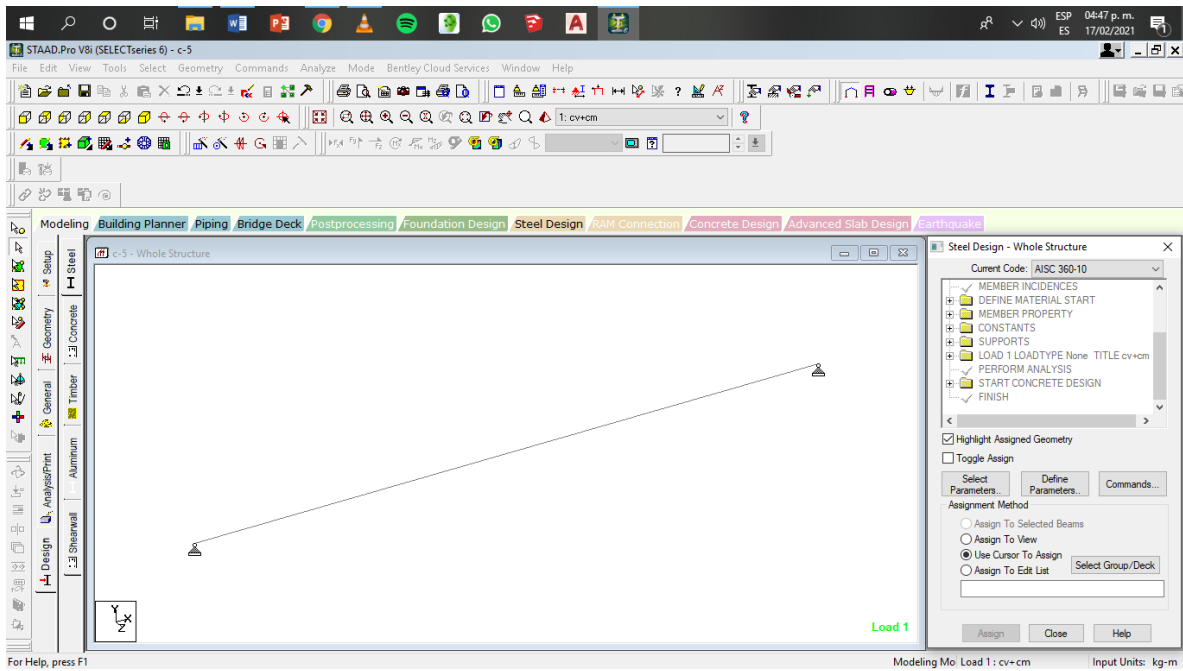 ESP 04:47 p. m.
ES 17/02/2021
STAAD.Pro V8i (SELECTseries 6) - c-5
File Edit View Tools Select Geometry Commands Analyze Mode Bentley Cloud Services Window Help
1: cv+cm
Modeling Building Planner Piping Bridge Deck Postprocessing Foundation Design Steel Design RAM Connection Concrete Design Advanced Slab Design Earthquake
Setup
Geometry
General
Analysis/Print
Design
Steel
Concrete
Timber
Aluminum
Shearwall
c-5 - Whole Structure
Load 1
Y
X
Z
Steel Design - Whole Structure
Current Code: AISC 360-10
MEMBER INCIDENCES
DEFINE MATERIAL START
MEMBER PROPERTY
CONSTANTS
SUPPORTS
LOAD 1 LOADTYPE None TITLE cv+cm
PERFORM ANALYSIS
START CONCRETE DESIGN
FINISH
Highlight Assigned Geometry
Toggle Assign
Select Parameters..
Define Parameters..
Commands...
Assignment Method
Assign To Selected Beams
Assign To View
Use Cursor To Assign
Assign To Edit List
Select Group/Deck
Assign Close Help
For Help, press F1
Modeling Mo Load 1 : cv+cm Input Units: kg-m